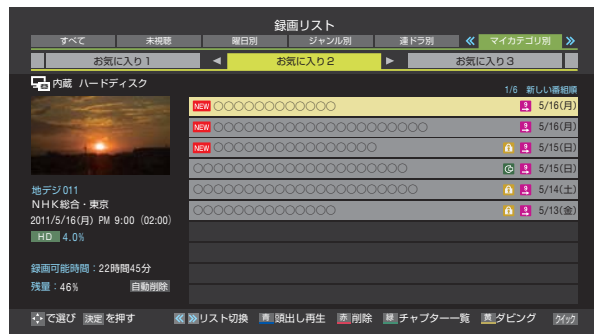 録画リスト
すべて 未視聴 曜日別 ジャンル別 連ドラ別 マイカテゴリ別
お気に入り1 お気に入り2 お気に入り3
内蔵 ハードディスク
1/6 新しい番組順
NEW ○○○○○○○○○○○○ 5/16(月)
NEW ○○○○○○○○○○○○○○○○○○○○○ 5/16(月)
NEW ○○○○○○○○○○○○○○○○ 5/15(日)
○○○○○○○○○○○○○○○○○○○○○ 5/15(日)
○○○○○○○○○○○○○○○○○○○○○○ 5/14(土)
○○○○○○○○○○○○○○ 5/13(金)
地デジ011
NHK総合・東京
2011/5/16(月) PM 9:00 (02:00)
HD 4.0%
録画可能時間：22時間45分
残量：46% 自動削除
で選び 決定 を押す リスト切換 青 頭出し再生 赤 削除 緑 チャプター一覧 黄 ダビング クイック